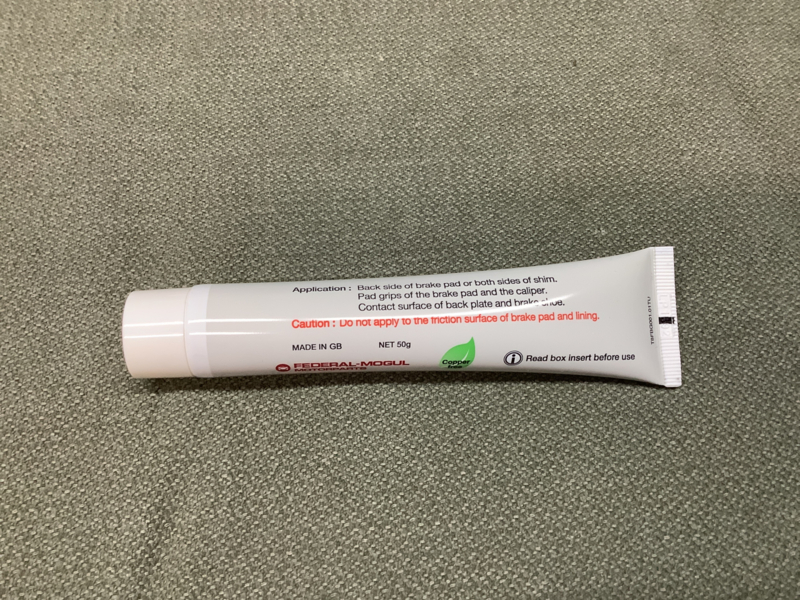 Application : Back side of brake pad or both sides of shim.
Pad grips of the brake pad and the caliper.
Contact surface of back plate and brake shoe.
Caution : Do not apply to the friction surface of brake pad and lining.
MADE IN GB NET 50g
FEDERAL-MOGUL
MOTORPARTS
Copper
free
i Read box insert before use